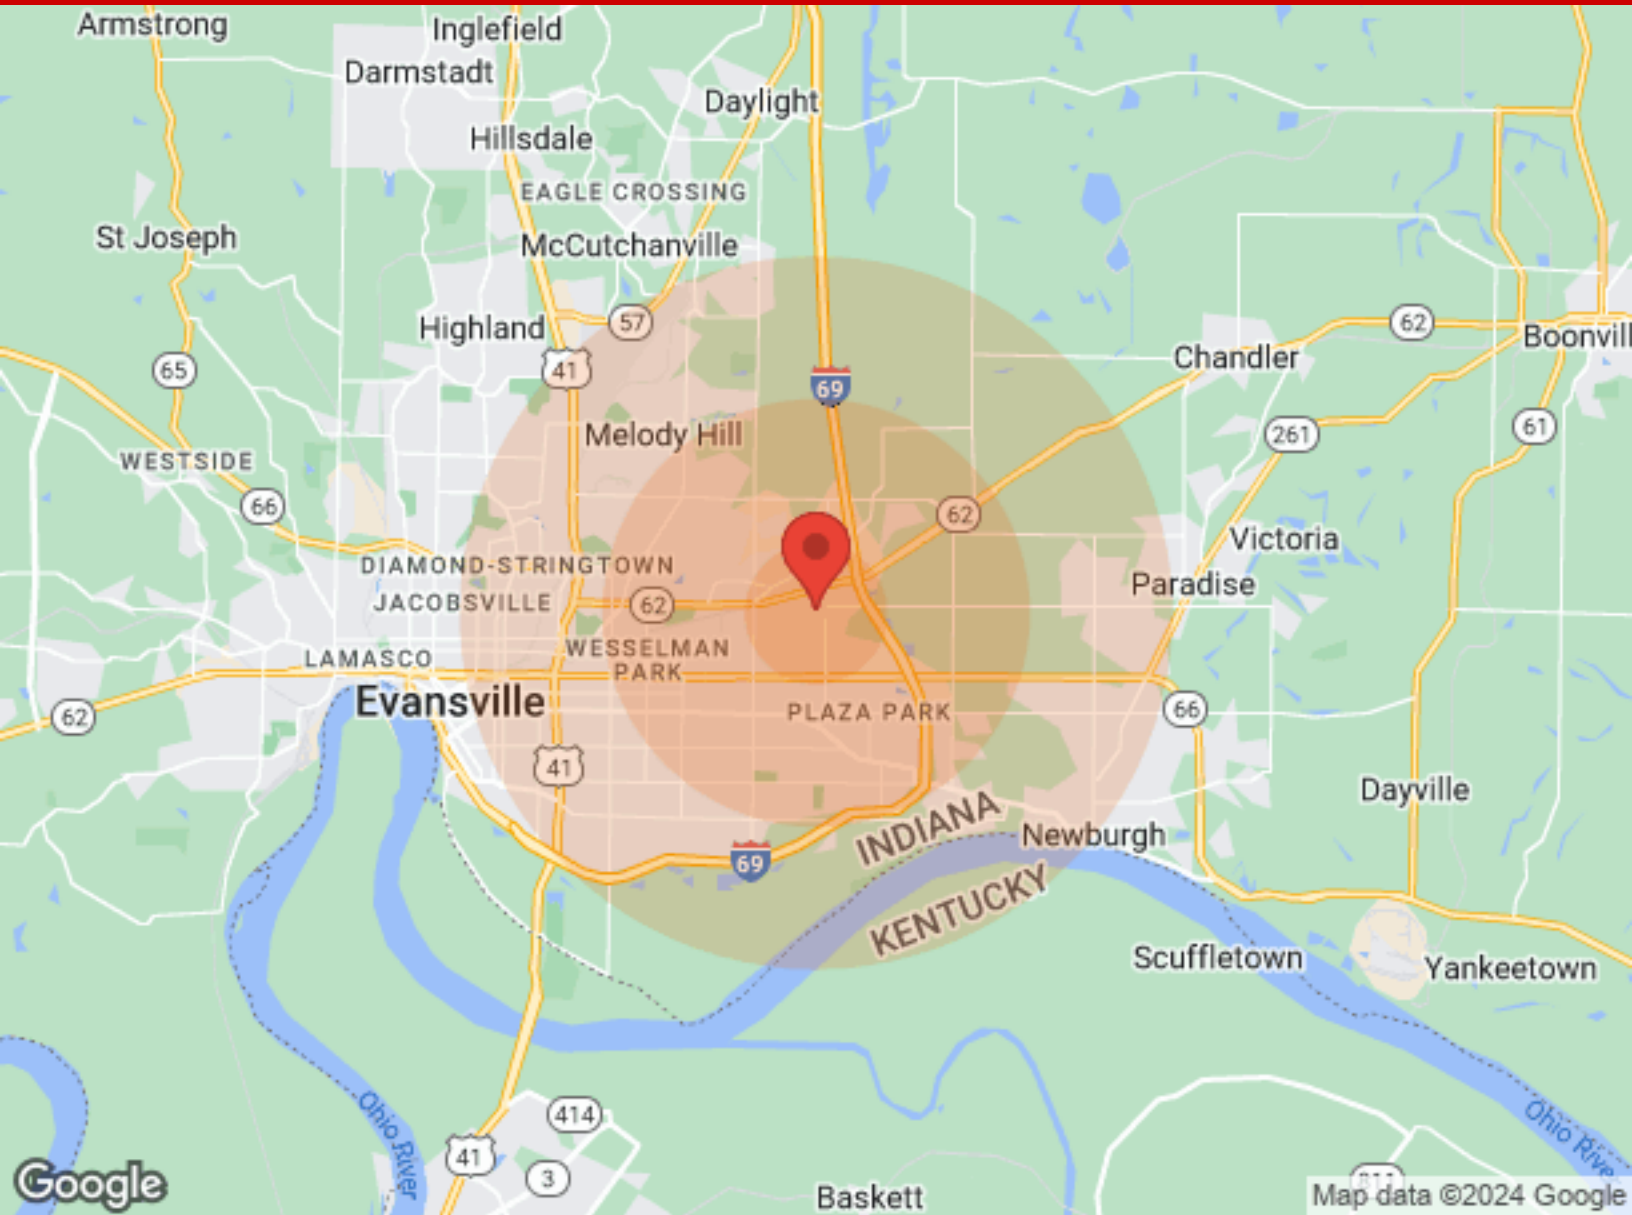 Armstrong
Inglefield
Darmstadt
Daylight
Hillsdale
EAGLE CROSSING
St Joseph
McCutchanville
57
Highland
62
Boonvill
Chandler
65
41
69
Melody Hill
261
61
WESTSIDE
66
62
Victoria
DIAMOND-STRINGTOWN
Paradise
JACOBSVILLE
62
WESSELMAN
PARK
LAMASCO
Evansville
62
PLAZA PARK
66
41
Dayville
INDIANA
Newburgh
69
KENTUCKY
Scuffletown
Yankeetown
Ohio River
414
Ohio River
41
3
Google
Baskett
Map data ©2024 Google